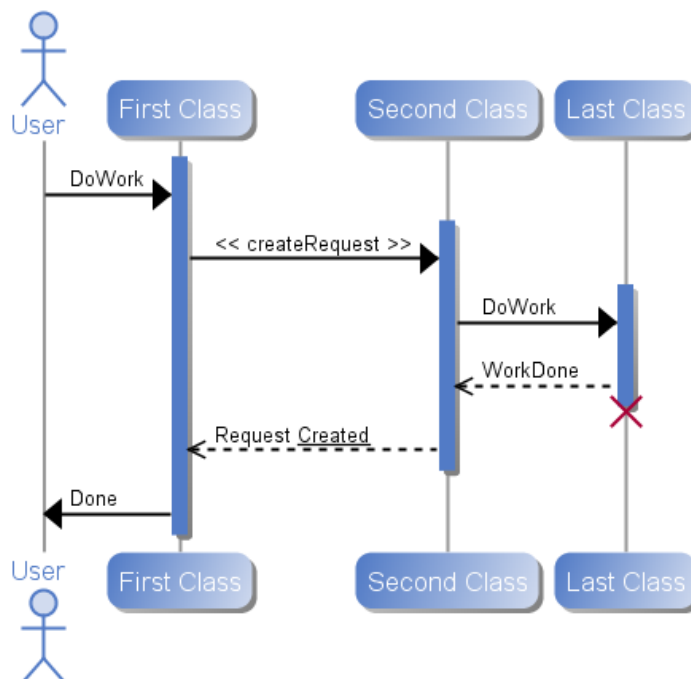 User
First Class
Second Class
Last Class
DoWork
<< createRequest >>
DoWork
WorkDone
Request Created
Done
User
First Class
Second Class
Last Class